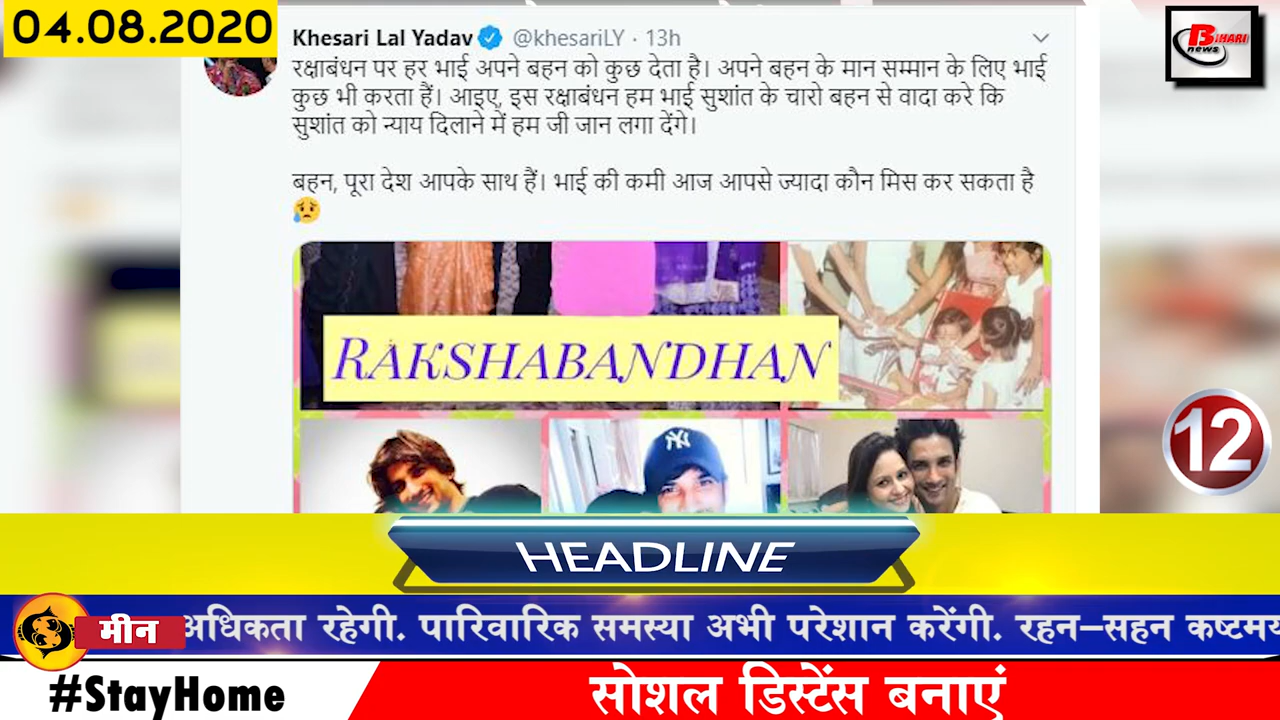 04.08.2020
BIHARI
news
Khesari Lal Yadav @khesariLY · 13h
रक्षाबंधन पर हर भाई अपने बहन को कुछ देता है। अपने बहन के मान सम्मान के लिए भाई
कुछ भी करता हैं। आइए, इस रक्षाबंधन हम भाई सुशांत के चारो बहन से वादा करे कि
सुशांत को न्याय दिलाने में हम जी जान लगा देंगे।
बहन, पूरा देश आपके साथ हैं। भाई की कमी आज आपसे ज्यादा कौन मिस कर सकता है
RAKSHABANDHAN
NY
12
HEADLINE
मीन
अधिकता रहेगी. पारिवारिक समस्या अभी परेशान करेंगी. रहन–सहन कष्टमय
#StayHome
सोशल डिस्टेंस बनाएं